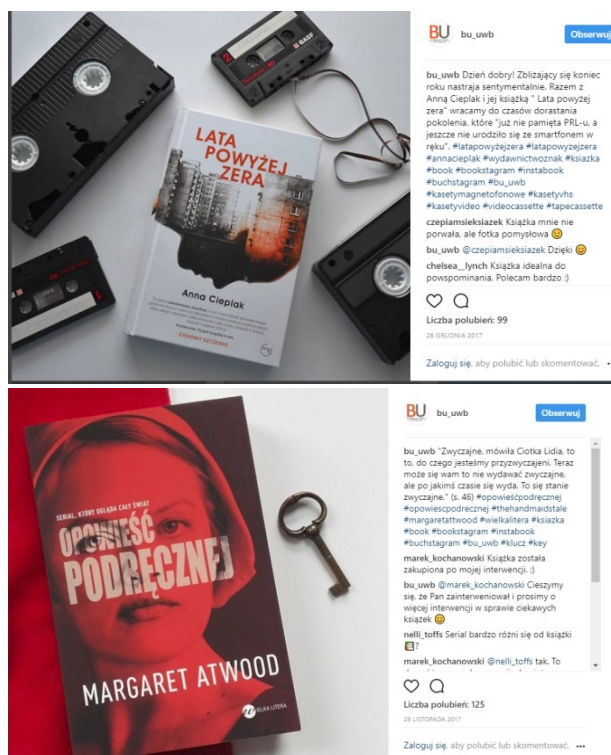 LATA
POWYŻEJ
ZERA
Anna Cieplak
ZIEMOWIT SZCZEREK
2
BASF
BU
bu_uwb
Obserwuj
bu_uwb Dzień dobry! Zbliżający się koniec
roku nastraja sentymentalnie. Razem z
Anną Cieplak i jej książką " Lata powyżej
zera" wracamy do czasów dorastania
pokolenia, które "już nie pamięta PRL-u, a
jeszcze nie urodziło się ze smartfonem w
ręku". #latapowyżejzera #latapowyzejzera
#annacieplak #wydawnictwoznak #ksiazka
#book #bookstagram #instabook
#buchstagram #bu_uwb
#kasetymagnetofonowe #kasetyvhs
#kasetyvideo #videocassette #tapecassette
czepiamsieksiazek Książka mnie nie
porwała, ale fotka pomysłowa 😉
bu_uwb @czepiamsieksiazek Dzięki 😊
chelsea__lynch Książka idealna do
powspominania. Polecam bardzo :)
Liczba polubień: 99
28 GRUDNIA 2017
Zaloguj się, aby polubić lub skomentować. •••
SERIAL, KTÓRY OGLĄDA CAŁY ŚWIAT
OPOWIEŚĆ
PODRĘCZNEJ
MARGARET ATWOOD
WIELKA LITERA
BU
bu_uwb
Obserwuj
bu_uwb "Zwyczajne, mówiła Ciotka Lidia, to
to, do czego jesteśmy przyzwyczajeni. Teraz
może się wam to nie wydawać zwyczajne,
ale po jakimś czasie się wyda. To się stanie
zwyczajne." (s. 46) #opowieśćpodręcznej
#opowiescpodrecznej #thehandmaidstale
#margaretattwood #wielkalitera #ksiazka
#book #bookstagram #instabook
#buchstagram #bu_uwb #klucz #key
marek_kochanowski Książka została
zakupiona po mojej interwencji. :)
bu_uwb @marek_kochanowski Cieszymy
się, że Pan zainterweniował i prosimy o
więcej interwencji w sprawie ciekawych
książek 😊
nelli_toffs Serial bardzo różni się od książki
?
marek_kochanowski @nelli_toffs tak. To
Liczba polubień: 125
28 LISTOPADA 2017
Zaloguj się, aby polubić lub skomentować. •••